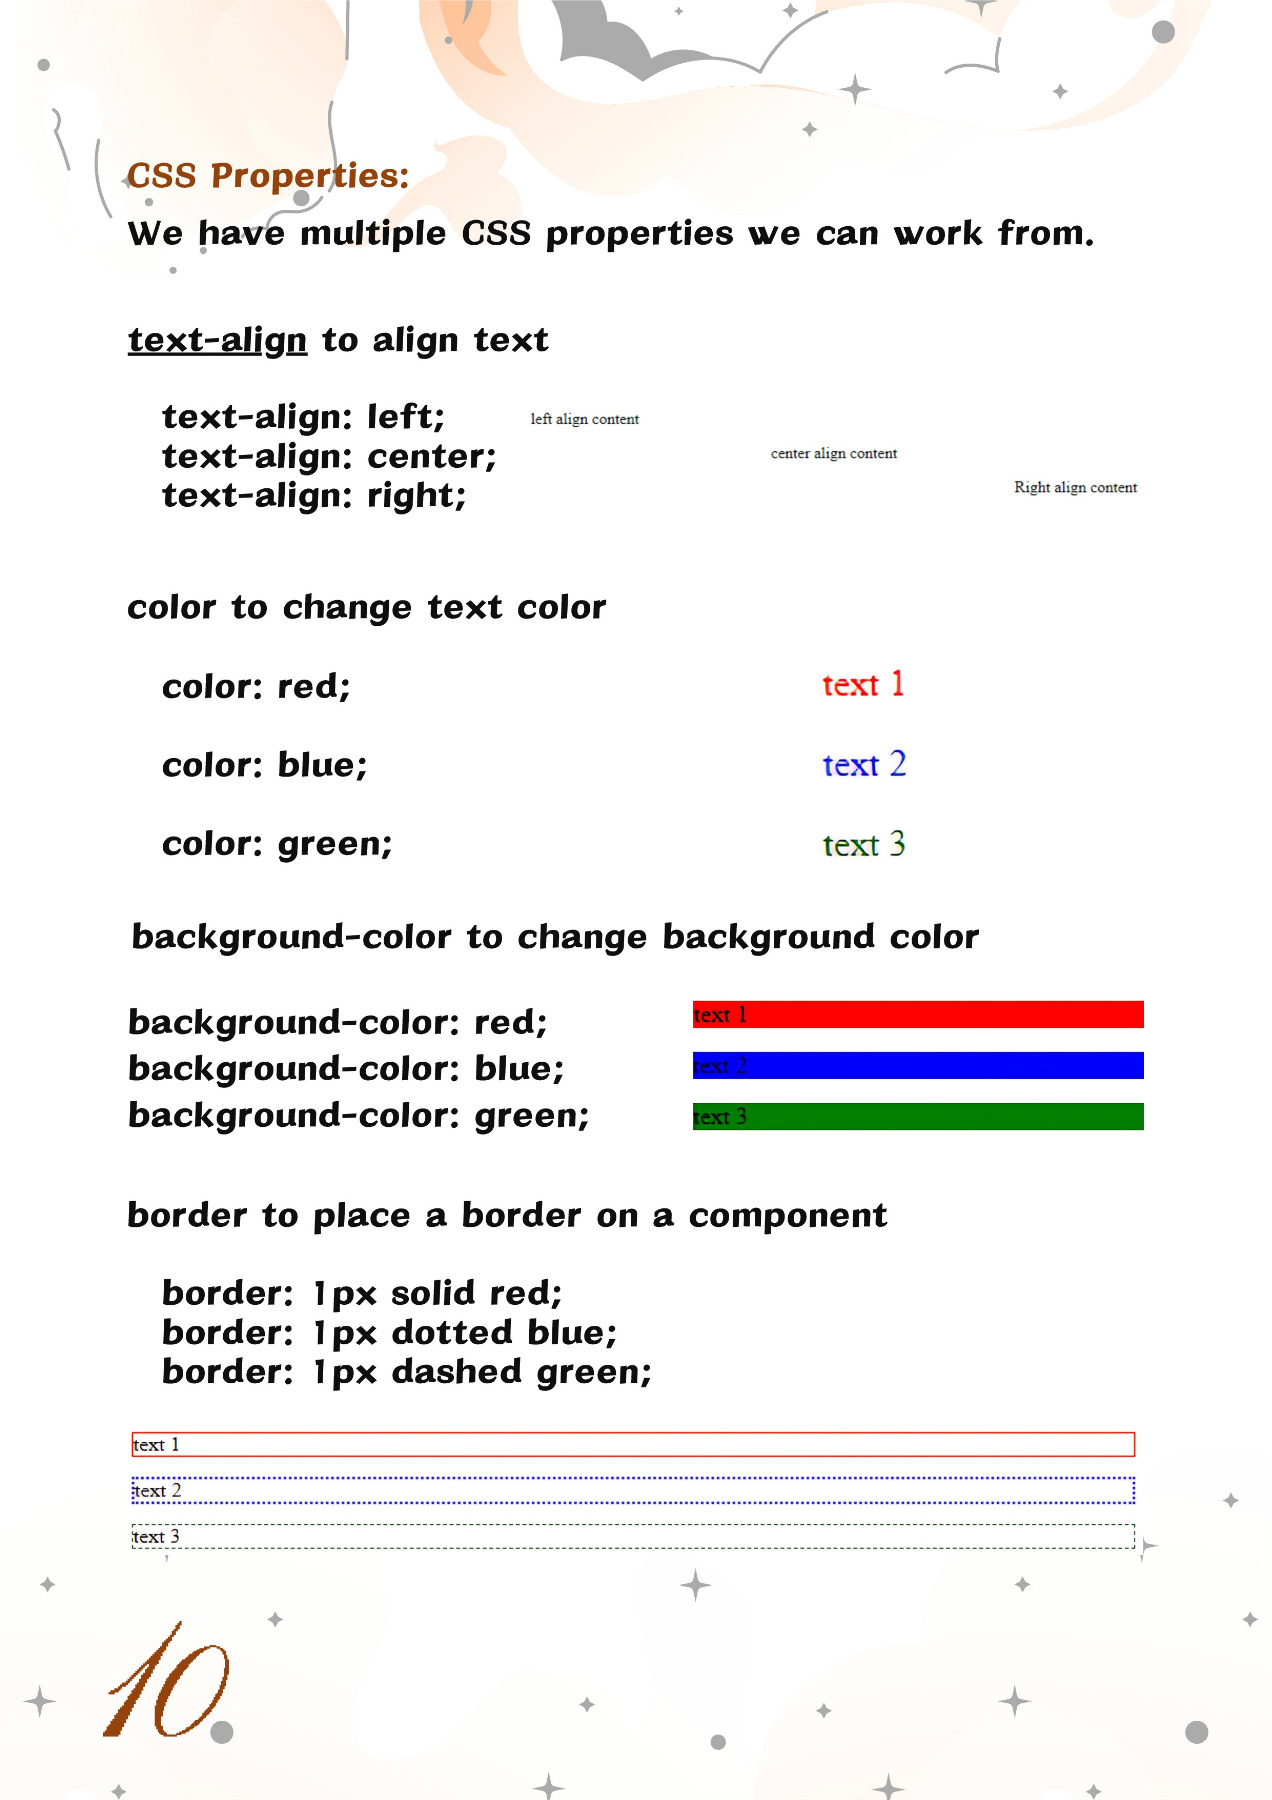 CSS Properties:
We have multiple CSS properties we can work from.
text-align to align text
text-align: left;
left align content
text-align: center;
center align content
text-align: right;
Right align content
color to change text color
color: red;
text 1
color: blue;
text 2
color: green;
text 3
background-color to change background color
background-color: red;
text 1
background-color: blue;
text 2
background-color: green;
text 3
border to place a border on a component
border: 1px solid red;
border: 1px dotted blue;
border: 1px dashed green;
text 1
text 2
text 3
10